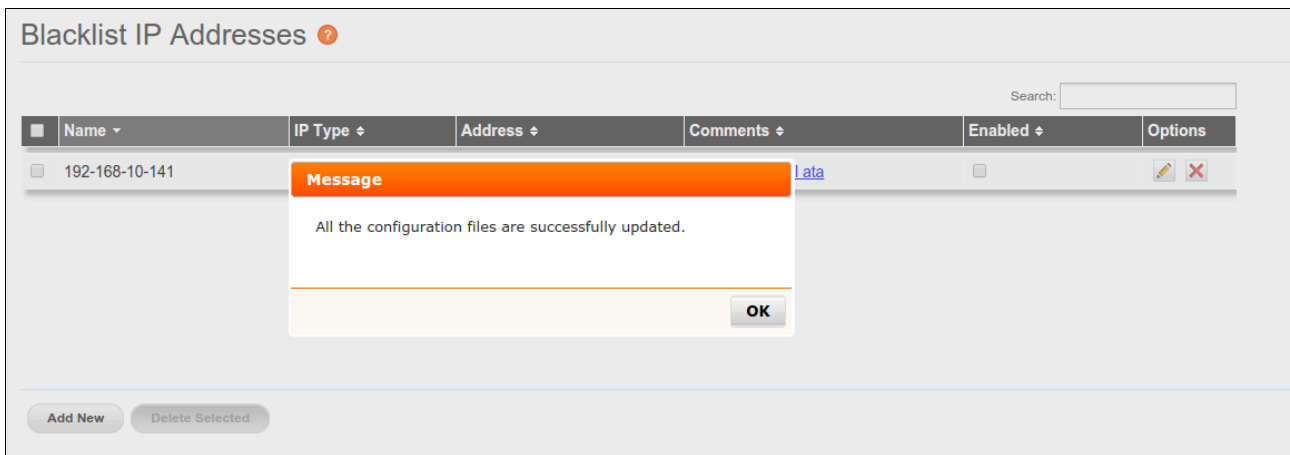 Blacklist IP Addresses ?
Search:
Name IP Type Address Comments Enabled Options
192-168-10-141 l ata
Message
All the configuration files are successfully updated.
OK
Add New Delete Selected